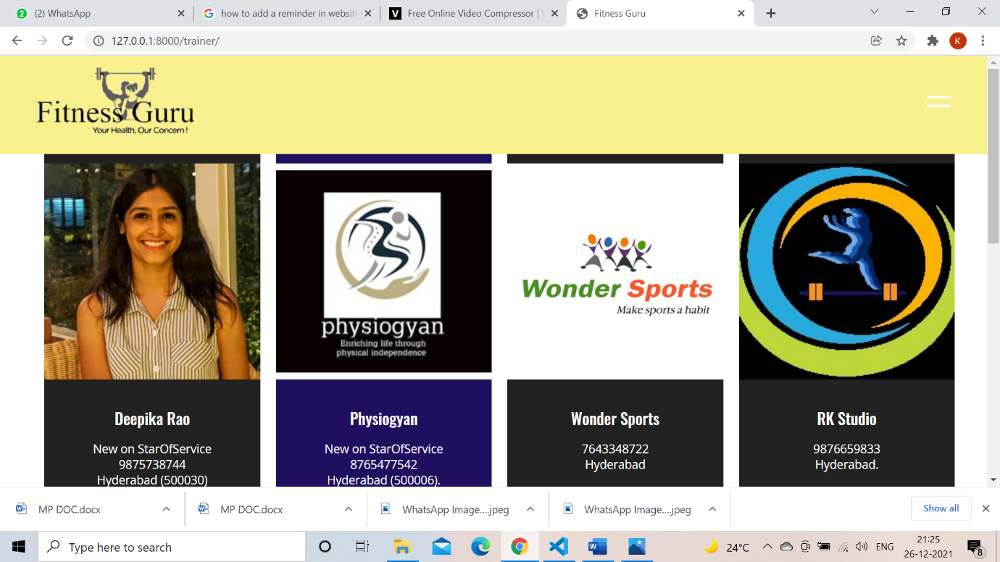 2
(2) WhatsApp
how to add a reminder in website
V
Free Online Video Compressor |
Fitness Guru
127.0.0.1:8000/trainer/
K
Fitness Guru
Your Health, Our Concern !
physiogyan
Enriching life through
physical independence
Wonder Sports
Make sports a habit
Deepika Rao
New on StarOfService
9875738744
Hyderabad (500030)
Physiogyan
New on StarOfService
8765477542
Hyderabad (500006).
Wonder Sports
7643348722
Hyderabad
RK Studio
9876659833
Hyderabad.
MP DOC.docx
MP DOC.docx
WhatsApp Image....jpeg
WhatsApp Image....jpeg
Show all
Type here to search
24°C
ENG
21:25
26-12-2021
8